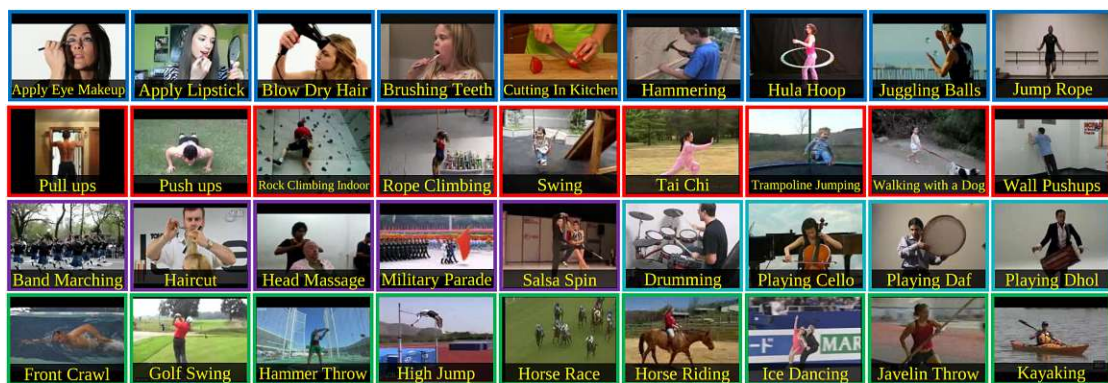 Apply Eye Makeup
Apply Lipstick
Blow Dry Hair
Brushing Teeth
Cutting In Kitchen
Hammering
Hula Hoop
Juggling Balls
Jump Rope
Pull ups
Push ups
Rock Climbing Indoor
Rope Climbing
Swing
Tai Chi
Trampoline Jumping
Walking with a Dog
Wall Pushups
Band Marching
Haircut
Head Massage
Military Parade
Salsa Spin
Drumming
Playing Cello
Playing Daf
Playing Dhol
Front Crawl
Golf Swing
Hammer Throw
High Jump
Horse Race
Horse Riding
Ice Dancing
Javelin Throw
Kayaking